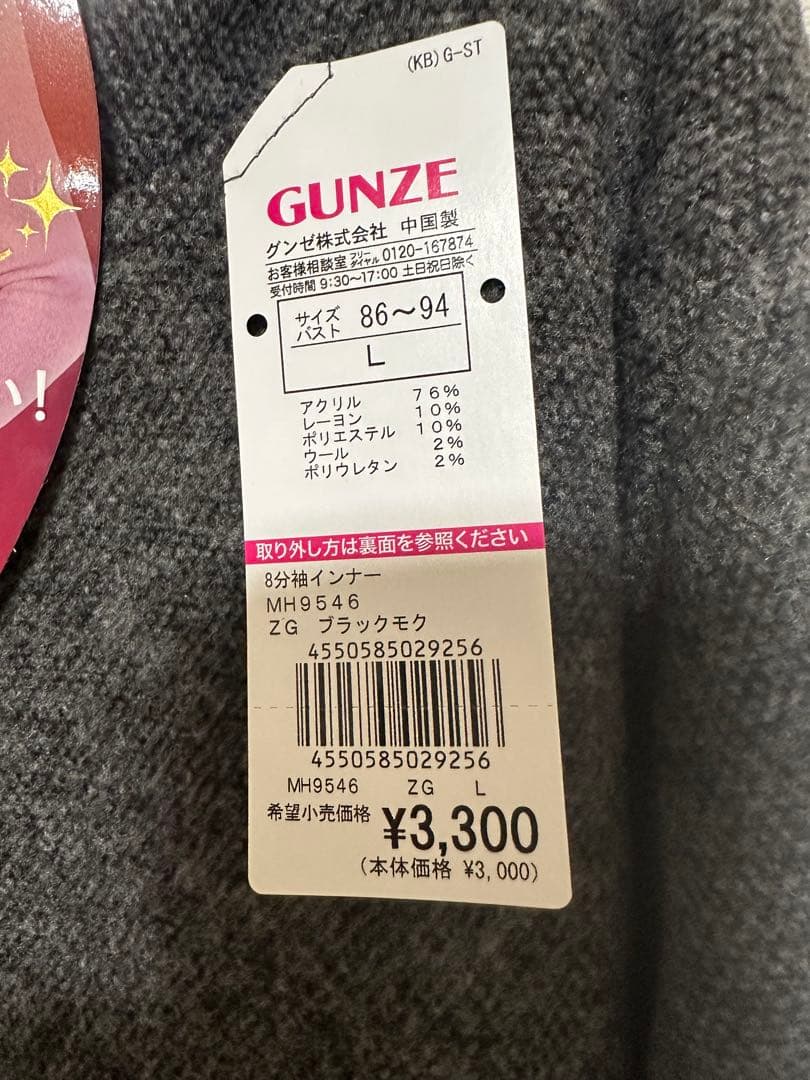 (KB)G-ST
GUNZE
グンゼ株式会社 中国製
お客様相談室 フリーダイヤル 0120-167874
受付時間 9:30～17:00 土日祝日除く
サイズ
バスト 86～94
L
アクリル 76%
レーヨン 10%
ポリエステル 10%
ウール 2%
ポリウレタン 2%
取り外し方は裏面を参照ください
8分袖インナー
MH9546
ZG ブラックモク
4550585029256
4550585029256
MH9546 ZG L
希望小売価格 ¥3,300
(本体価格 ¥3,000)
い!